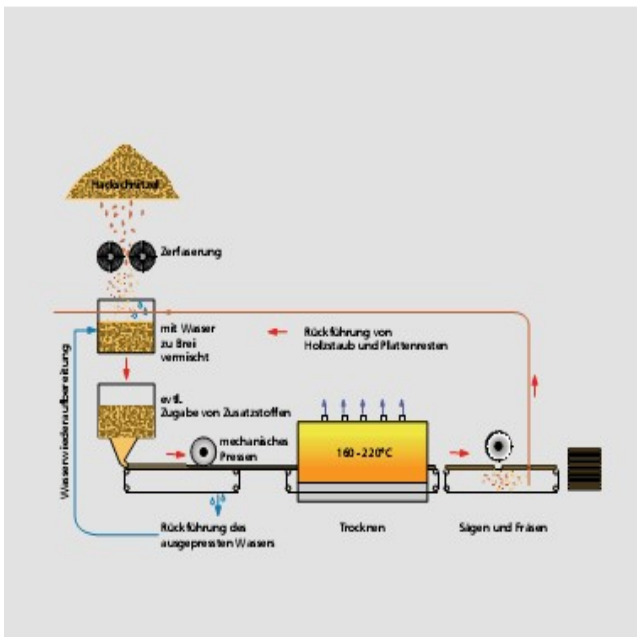 Hackschnitzel
Zerfaserung
mit Wasser
zu Brei
vermischt
Rückführung von
Holzstaub und Plattenresten
Wasserwiederaufbereitung
evtl.
Zugabe von Zusatzstoffen
mechanisches
Pressen
160-220°C
Rückführung des
ausgepressten Wassers
Trocknen
Sägen und Fräsen